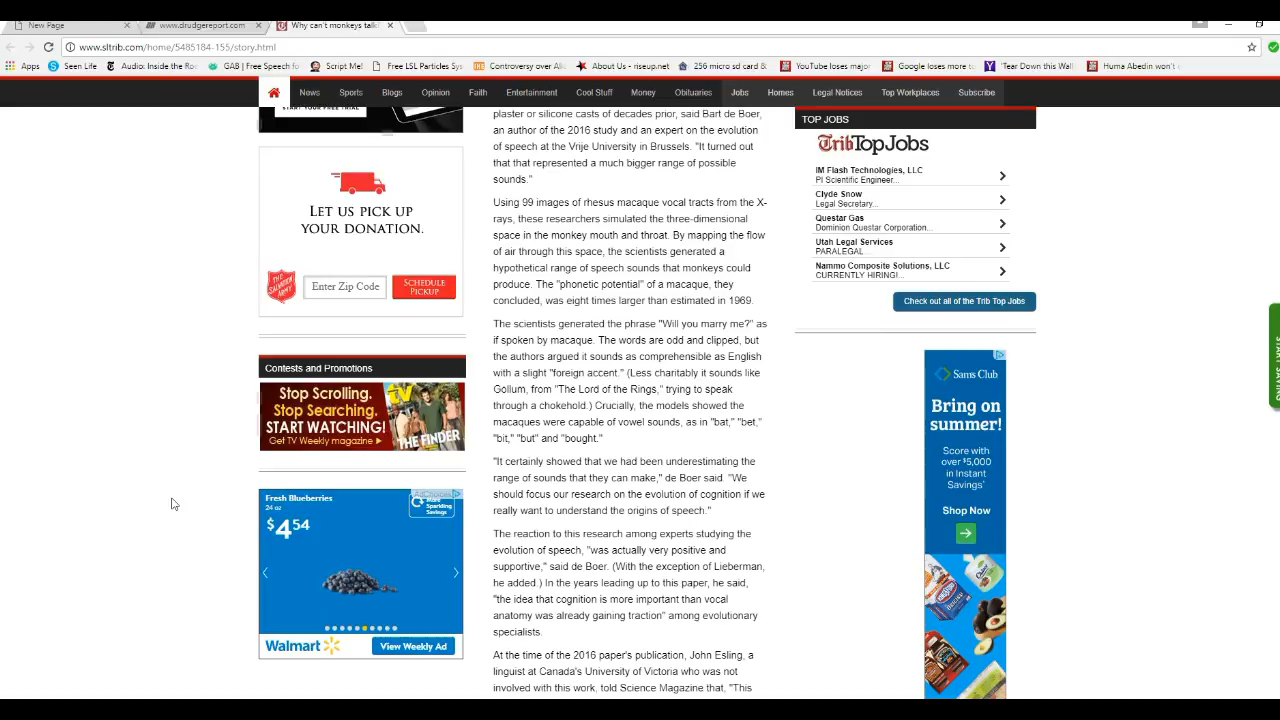 New Page
www.drudgereport.com
Why can't monkeys talk
www.sltrib.com/home/5485184-155/story.html
Apps
Seen Life
Audio: Inside the Ro
GAB | Free Speech fo
Script Me!
Free LSL Particles Sys
Controversy over Ali
About Us - riseup.net
256 micro sd card &
YouTube loses major
Google loses more t
'Tear Down this Wall
Huma Abedin won't
News
Sports
Blogs
Opinion
Faith
Entertainment
Cool Stuff
Money
Obituaries
Jobs
Homes
Legal Notices
Top Workplaces
Subscribe
START YOUR FREE TRIAL
LET US PICK UP
YOUR DONATION.
THE SALVATION ARMY
Enter Zip Code
SCHEDULE
PICKUP
Contests and Promotions
Stop Scrolling.
Stop Searching.
START WATCHING!
Get TV Weekly magazine
TV
THE FINDER
Fresh Blueberries
24 oz
$4.54
AdChoices
More
Sparkling
Savings
Walmart
View Weekly Ad
plaster or silicone casts of decades prior, said Bart de Boer,
an author of the 2016 study and an expert on the evolution
of speech at the Vrije University in Brussels. "It turned out
that that represented a much bigger range of possible
sounds."
Using 99 images of rhesus macaque vocal tracts from the X-
rays, these researchers simulated the three-dimensional
space in the monkey mouth and throat. By mapping the flow
of air through this space, the scientists generated a
hypothetical range of speech sounds that monkeys could
produce. The "phonetic potential" of a macaque, they
concluded, was eight times larger than estimated in 1969.
The scientists generated the phrase "Will you marry me?" as
if spoken by macaque. The words are odd and clipped, but
the authors argued it sounds as comprehensible as English
with a slight "foreign accent." (Less charitably it sounds like
Gollum, from "The Lord of the Rings," trying to speak
through a chokehold.) Crucially, the models showed the
macaques were capable of vowel sounds, as in "bat," "bet,"
"bit," "but" and "bought."
"It certainly showed that we had been underestimating the
range of sounds that they can make," de Boer said. "We
should focus our research on the evolution of cognition if we
really want to understand the origins of speech."
The reaction to this research among experts studying the
evolution of speech, "was actually very positive and
supportive," said de Boer. (With the exception of Lieberman,
he added.) In the years leading up to this paper, he said,
"the idea that cognition is more important than vocal
anatomy was already gaining traction" among evolutionary
specialists.
At the time of the 2016 paper's publication, John Esling, a
linguist at Canada's University of Victoria who was not
involved with this work, told Science Magazine that, "This
TOP JOBS
TribTopJobs
IM Flash Technologies, LLC
PI Scientific Engineer...
Clyde Snow
Legal Secretary...
Questar Gas
Dominion Questar Corporation...
Utah Legal Services
PARALEGAL...
Nammo Composite Solutions, LLC
CURRENTLY HIRING!...
Check out all of the Trib Top Jobs
Sams Club
Bring on
summer!
Score with
over $5,000
in Instant
Savings*
Shop Now